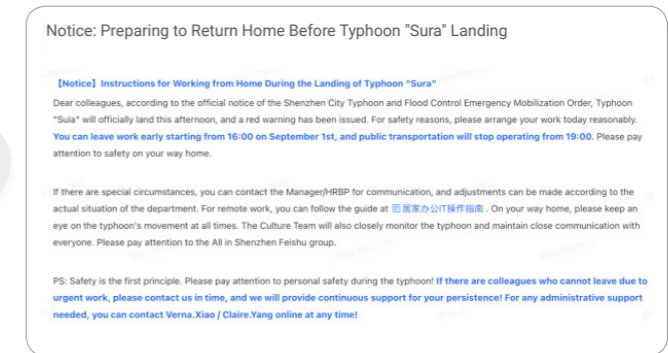 Notice: Preparing to Return Home Before Typhoon "Sura" Landing
【Notice】Instructions for Working from Home During the Landing of Typhoon "Sura"
Dear colleagues, according to the official notice of the Shenzhen City Typhoon and Flood Control Emergency Mobilization Order, Typhoon
"Sula" will officially land this afternoon, and a red warning has been issued. For safety reasons, please arrange your work today reasonably.
You can leave work early starting from 16:00 on September 1st, and public transportation will stop operating from 19:00. Please pay
attention to safety on your way home.
If there are special circumstances, you can contact the Manager/HRBP for communication, and adjustments can be made according to the
actual situation of the department. For remote work, you can follow the guide at 居家办公IT操作指南 . On your way home, please keep an
eye on the typhoon's movement at all times. The Culture Team will also closely monitor the typhoon and maintain close communication with
everyone. Please pay attention to the All in Shenzhen Feishu group.
PS: Safety is the first principle. Please pay attention to personal safety during the typhoon! If there are colleagues who cannot leave due to
urgent work, please contact us in time, and we will provide continuous support for your persistence! For any administrative support
needed, you can contact Verna.Xiao / Claire.Yang online at any time!